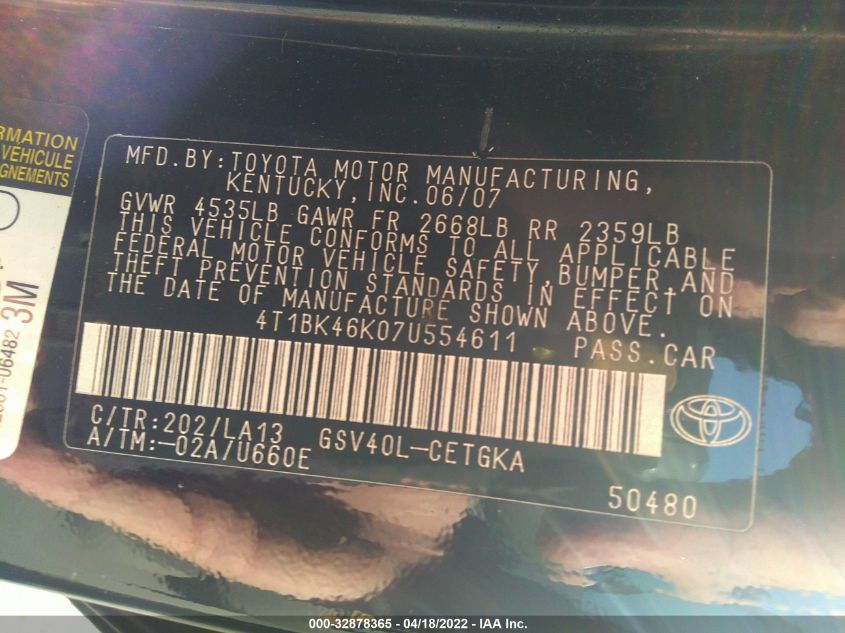 ORMATION
VEHICULE
GNEMENTS
3M
MFD.BY:TOYOTA MOTOR MANUFACTURING,
KENTUCKY,INC.06/07
GVWR 4535LB GAWR FR 2668LB RR 2359LB
THIS VEHICLE CONFORMS TO ALL APPLICABLE
FEDERAL MOTOR VEHICLE SAFETY,BUMPER,AND
THEFT PREVENTION STANDARDS IN EFFECT ON
THE DATE OF MANUFACTURE SHOWN ABOVE.
4T1BK46K07U554611 PASS.CAR
C/TR:202/LA13 GSV40L-CETGKA
A/TM:-02A/U660E
50480
000-32878365 - 04/18/2022 - IAA Inc.